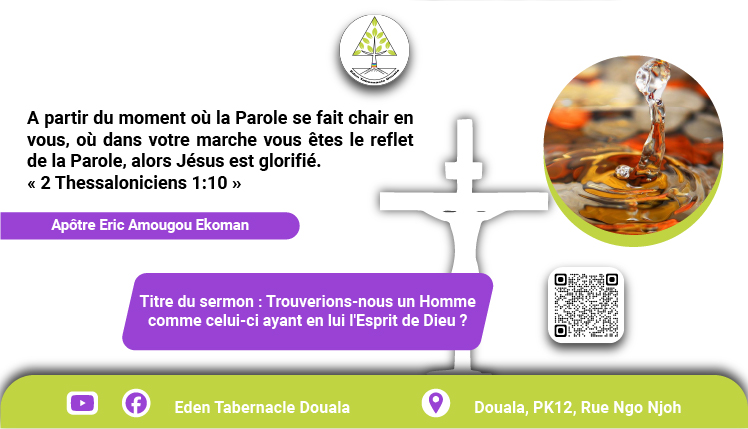 Eden Tabernacle Douala
A partir du moment où la Parole se fait chair en
vous, où dans votre marche vous êtes le reflet
de la Parole, alors Jésus est glorifié.
« 2 Thessaloniciens 1:10 »
Apôtre Eric Amougou Ekoman
Titre du sermon : Trouverions-nous un Homme
comme celui-ci ayant en lui l'Esprit de Dieu ?
Eden Tabernacle Douala
Douala, PK12, Rue Ngo Njoh